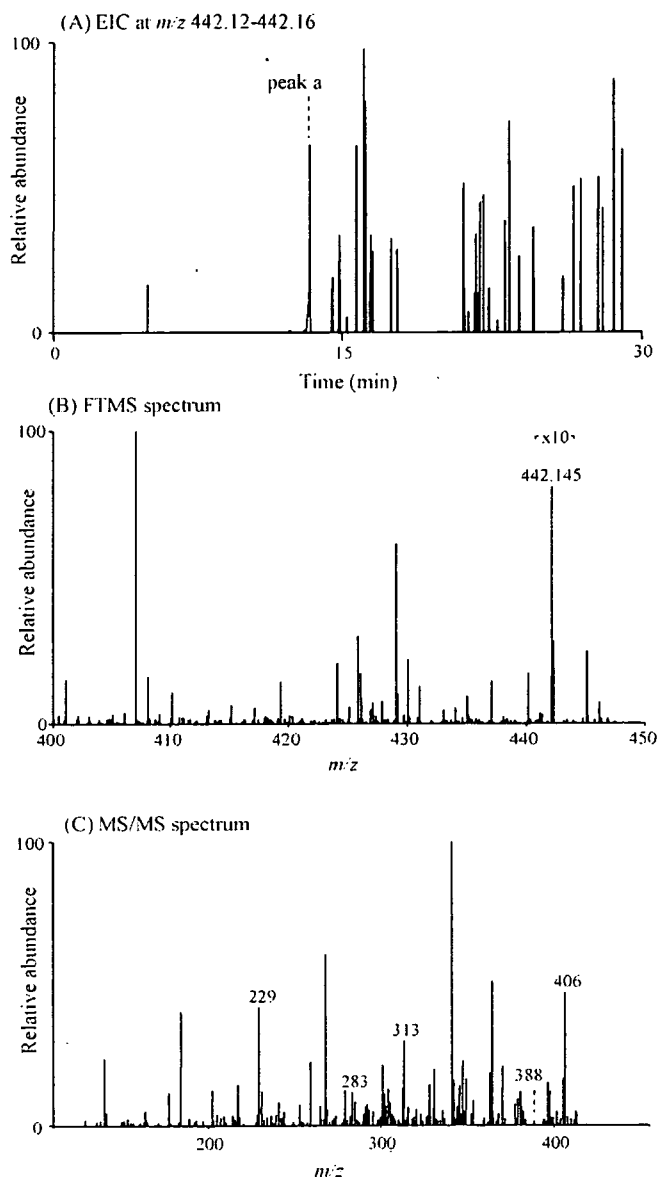 (A) EIC at m/z 442.12-442.16
100
peak a
Relative abundance
0
0
15
30
Time (min)
(B) FTMS spectrum
100
x10
442.145
Relative abundance
0
400
410
420
430
440
450
m/z
(C) MS/MS spectrum
100
406
229
313
388
283
Relative abundance
0
200
300
400
m/z